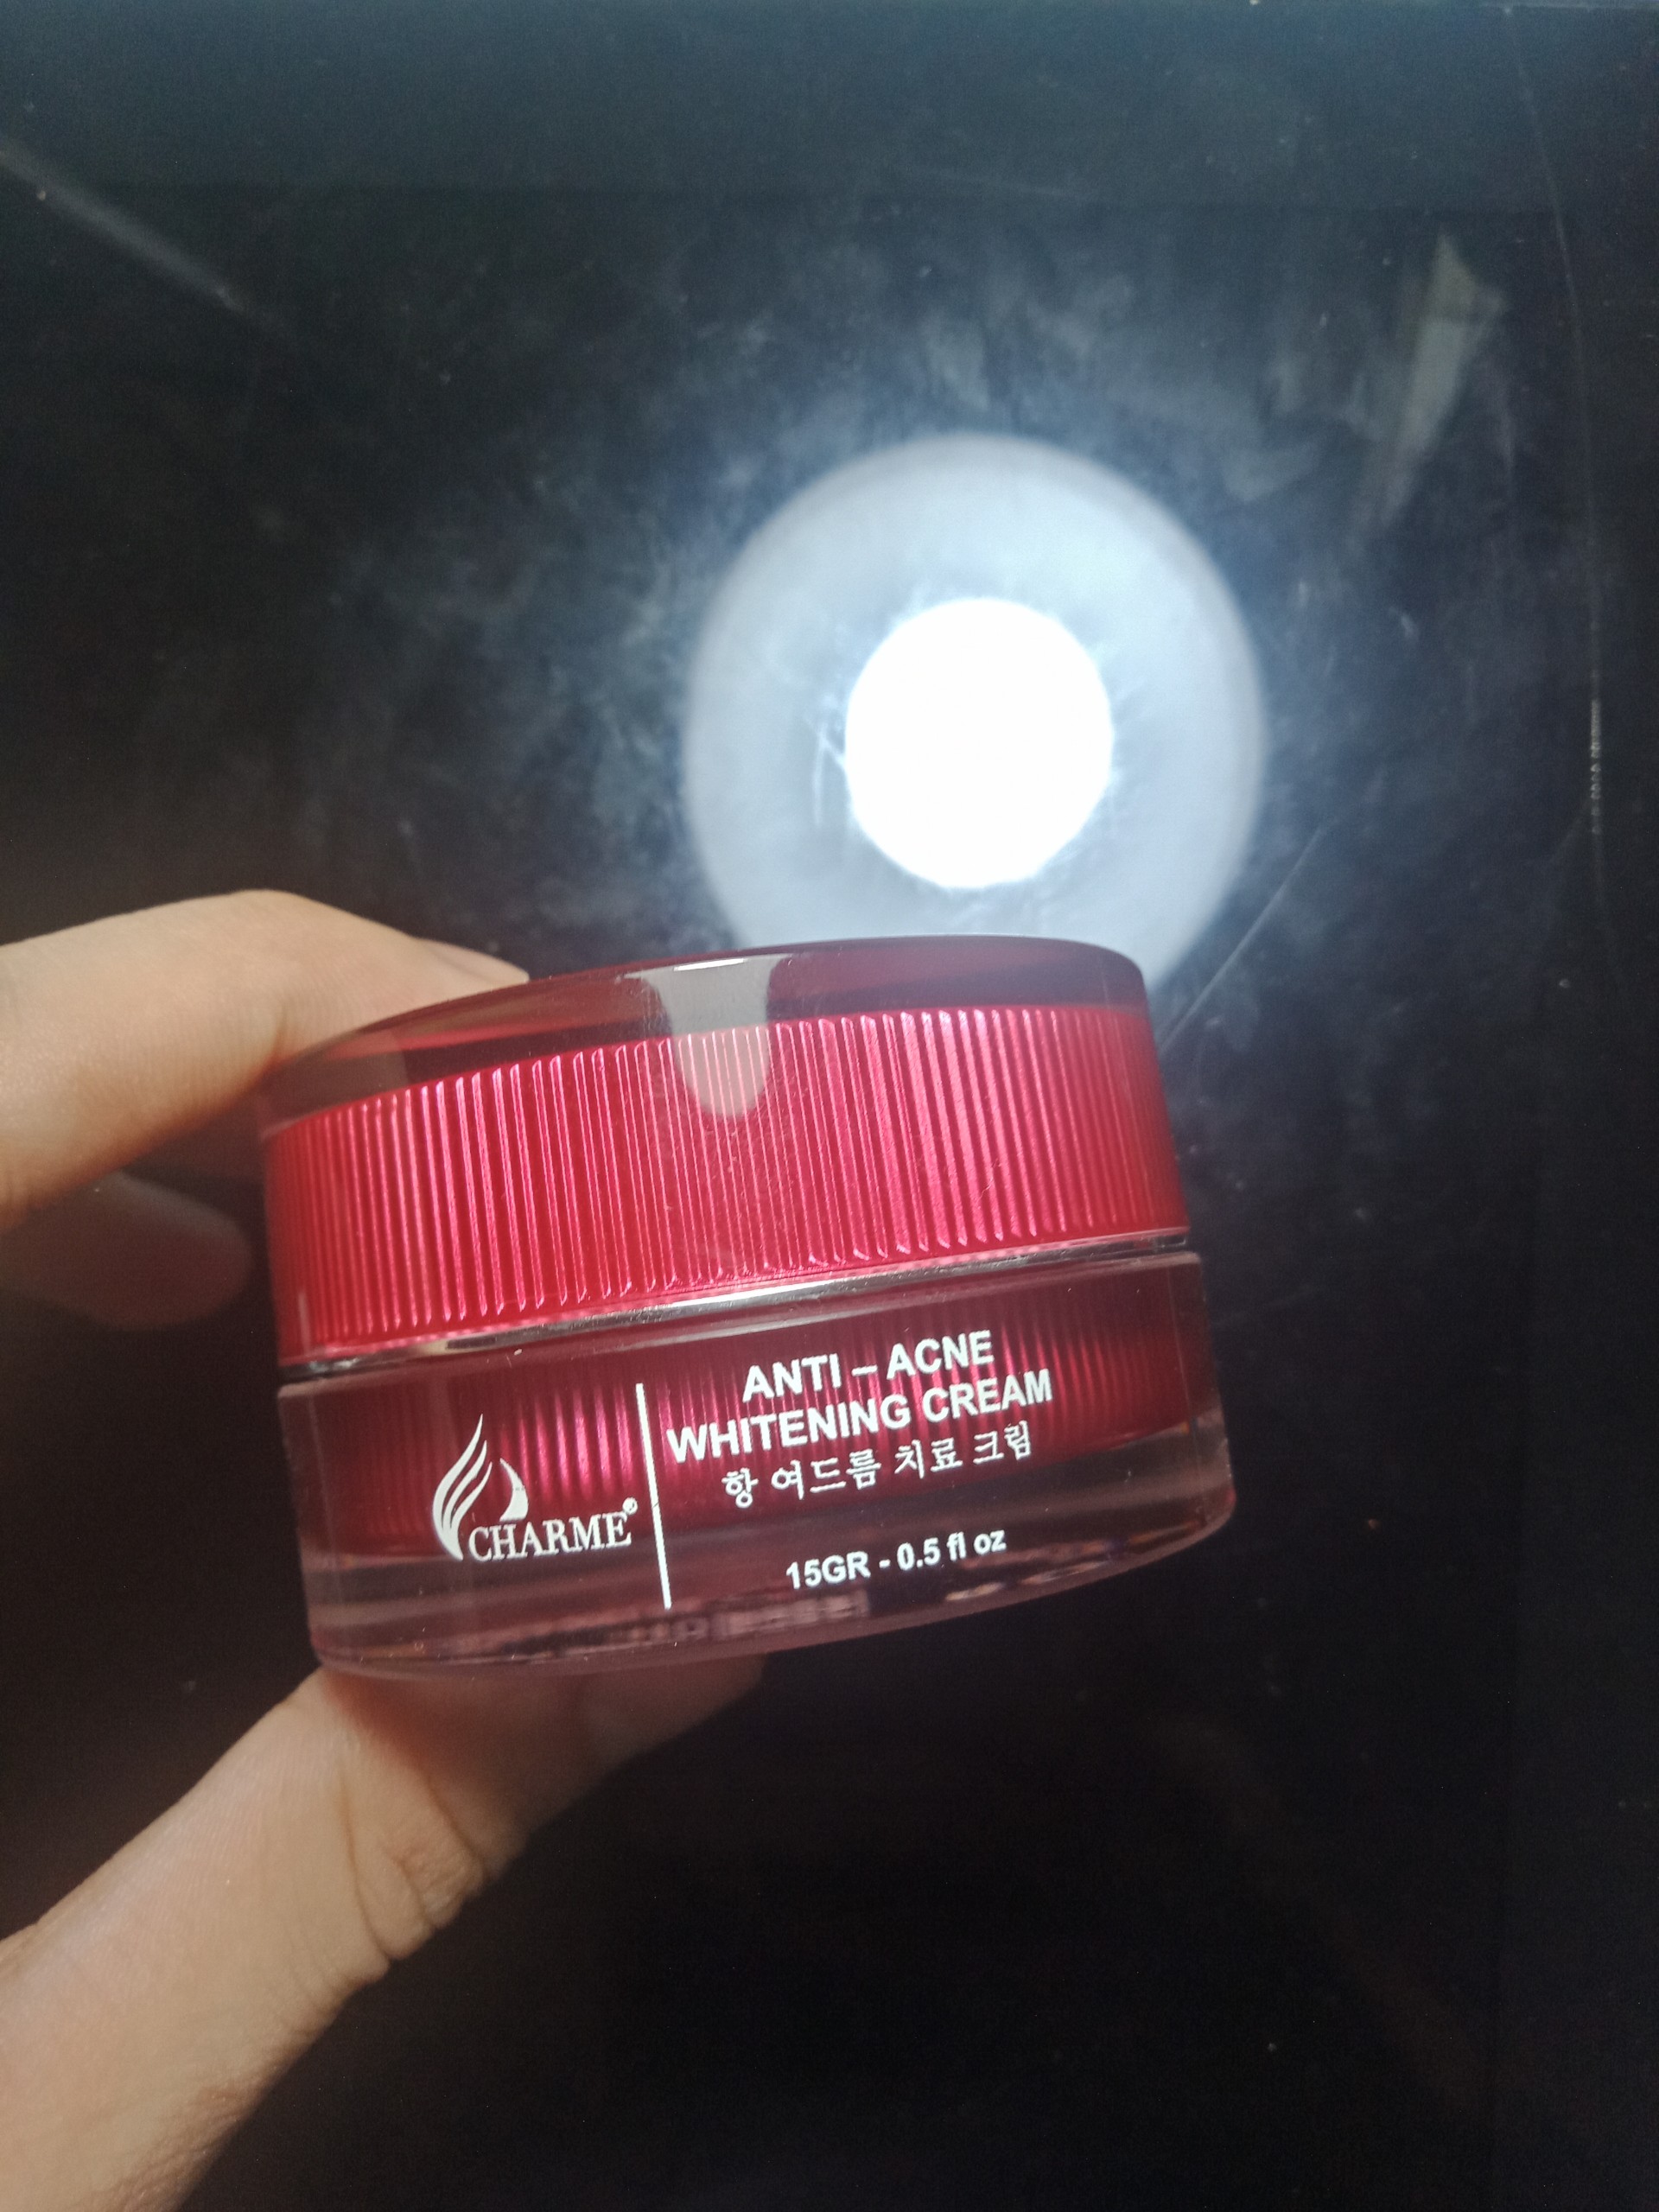 CHARME®
ANTI – ACNE
WHITENING CREAM
항 여드름 치료 크림
15GR - 0.5 fl oz